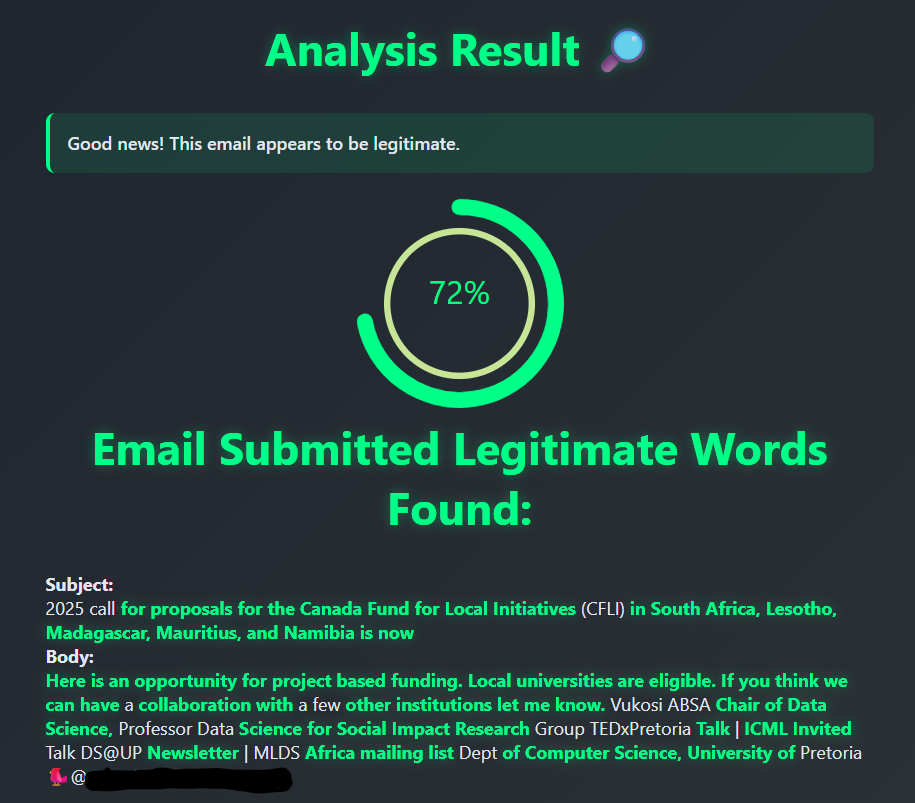 Analysis Result 🔎
Good news! This email appears to be legitimate.
72%
Email Submitted Legitimate Words
Found:
Subject:
2025 call for proposals for the Canada Fund for Local Initiatives (CFLI) in South Africa, Lesotho,
Madagascar, Mauritius, and Namibia is now
Body:
Here is an opportunity for project based funding. Local universities are eligible. If you think we
can have a collaboration with a few other institutions let me know. Vukosi ABSA Chair of Data
Science, Professor Data Science for Social Impact Research Group TEDxPretoria Talk | ICML Invited
Talk DS@UP Newsletter | MLDS Africa mailing list Dept of Computer Science, University of Pretoria
🐦@